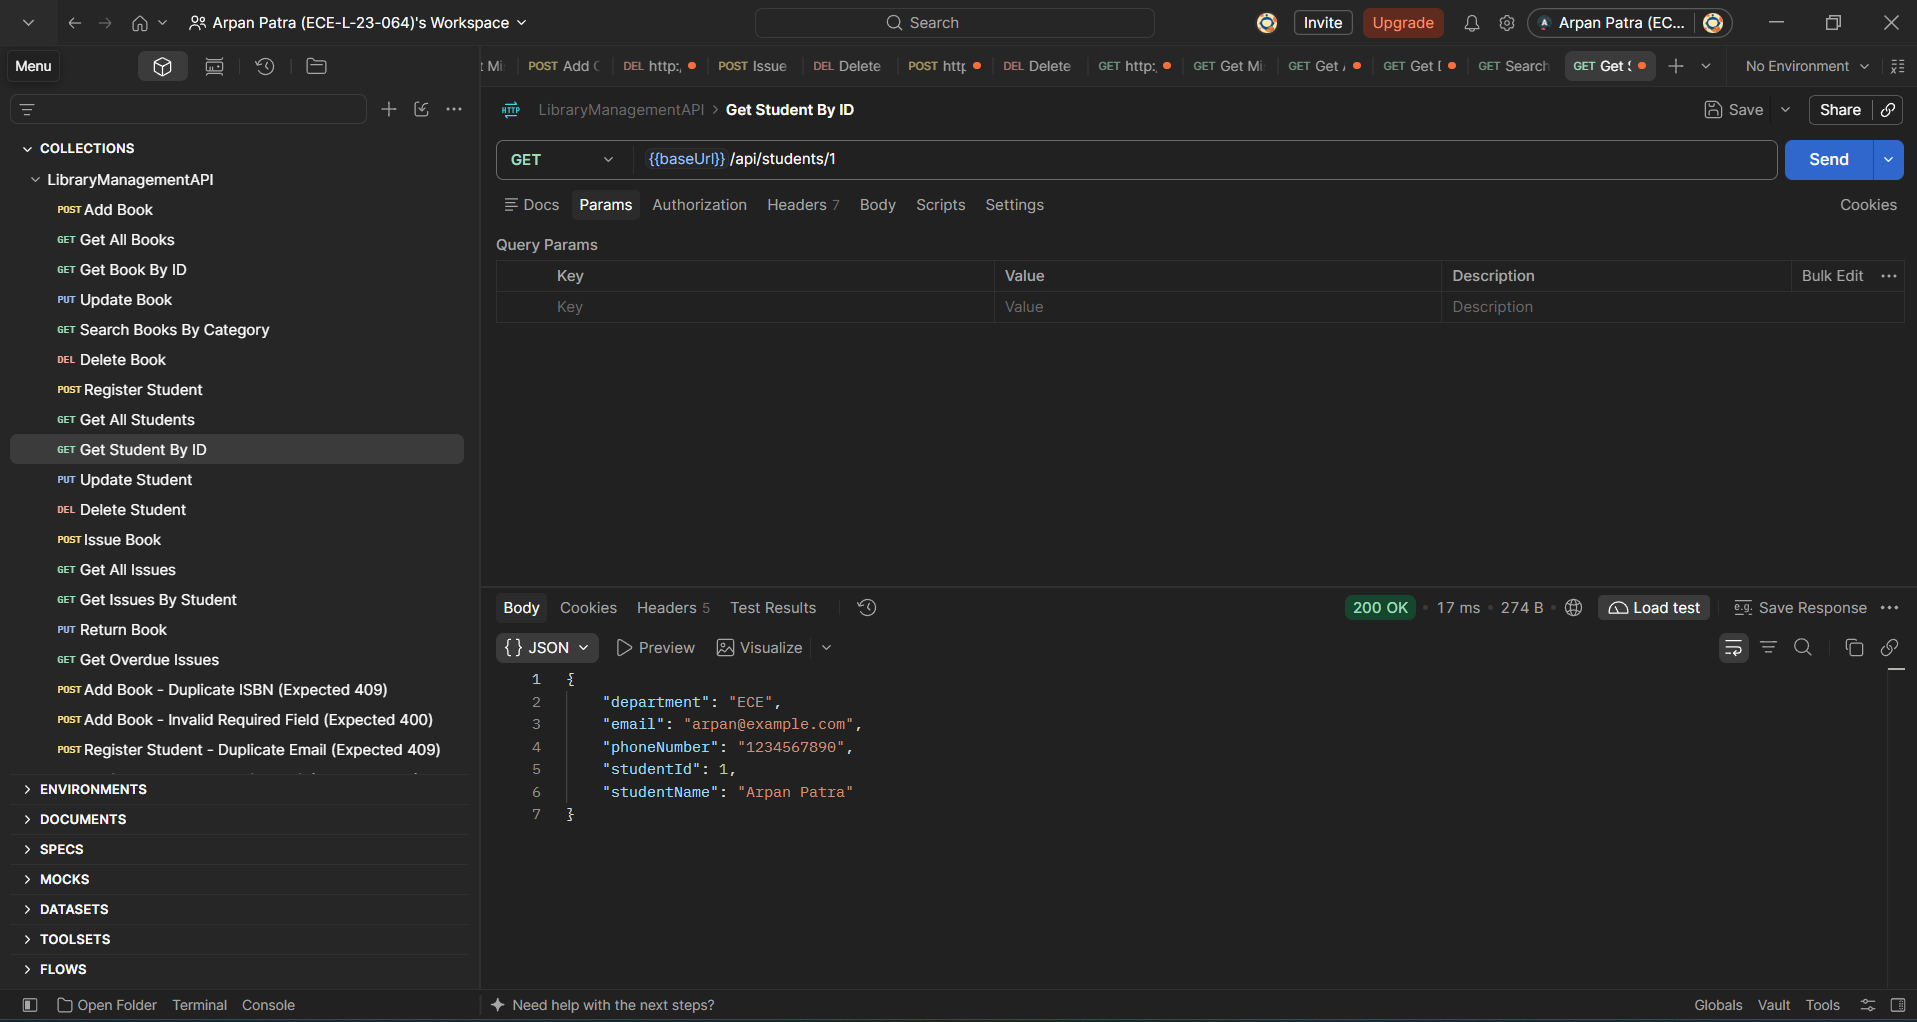 Arpan Patra (ECE-L-23-064)'s Workspace
Search
Invite
Upgrade
Arpan Patra (EC...
Menu
POST Add
DEL http:
POST Issue
DEL Delete
POST htt
DEL Delete
GET http:
GET Get Mi
GET Get
GET Get
GET Search
GET Get
No Environment
COLLECTIONS
LibraryManagementAPI
POST Add Book
GET Get All Books
GET Get Book By ID
PUT Update Book
GET Search Books By Category
DEL Delete Book
POST Register Student
GET Get All Students
GET Get Student By ID
PUT Update Student
DEL Delete Student
POST Issue Book
GET Get All Issues
GET Get Issues By Student
PUT Return Book
GET Get Overdue Issues
POST Add Book - Duplicate ISBN (Expected 409)
POST Add Book - Invalid Required Field (Expected 400)
POST Register Student - Duplicate Email (Expected 409)
ENVIRONMENTS
DOCUMENTS
SPECS
MOCKS
DATASETS
TOOLSETS
FLOWS
HTTP LibraryManagementAPI > Get Student By ID
Save
Share
GET
{{baseUrl}} /api/students/1
Send
Docs
Params
Authorization
Headers 7
Body
Scripts
Settings
Cookies
Query Params
Key
Value
Description
Bulk Edit
Key
Value
Description
Body
Cookies
Headers 5
Test Results
200 OK
17 ms
274 B
Load test
e.g. Save Response
{} JSON
Preview
Visualize
1 {
2 "department": "ECE",
3 "email": "arpan@example.com",
4 "phoneNumber": "1234567890",
5 "studentId": 1,
6 "studentName": "Arpan Patra"
7 }
Open Folder
Terminal
Console
Need help with the next steps?
Globals
Vault
Tools